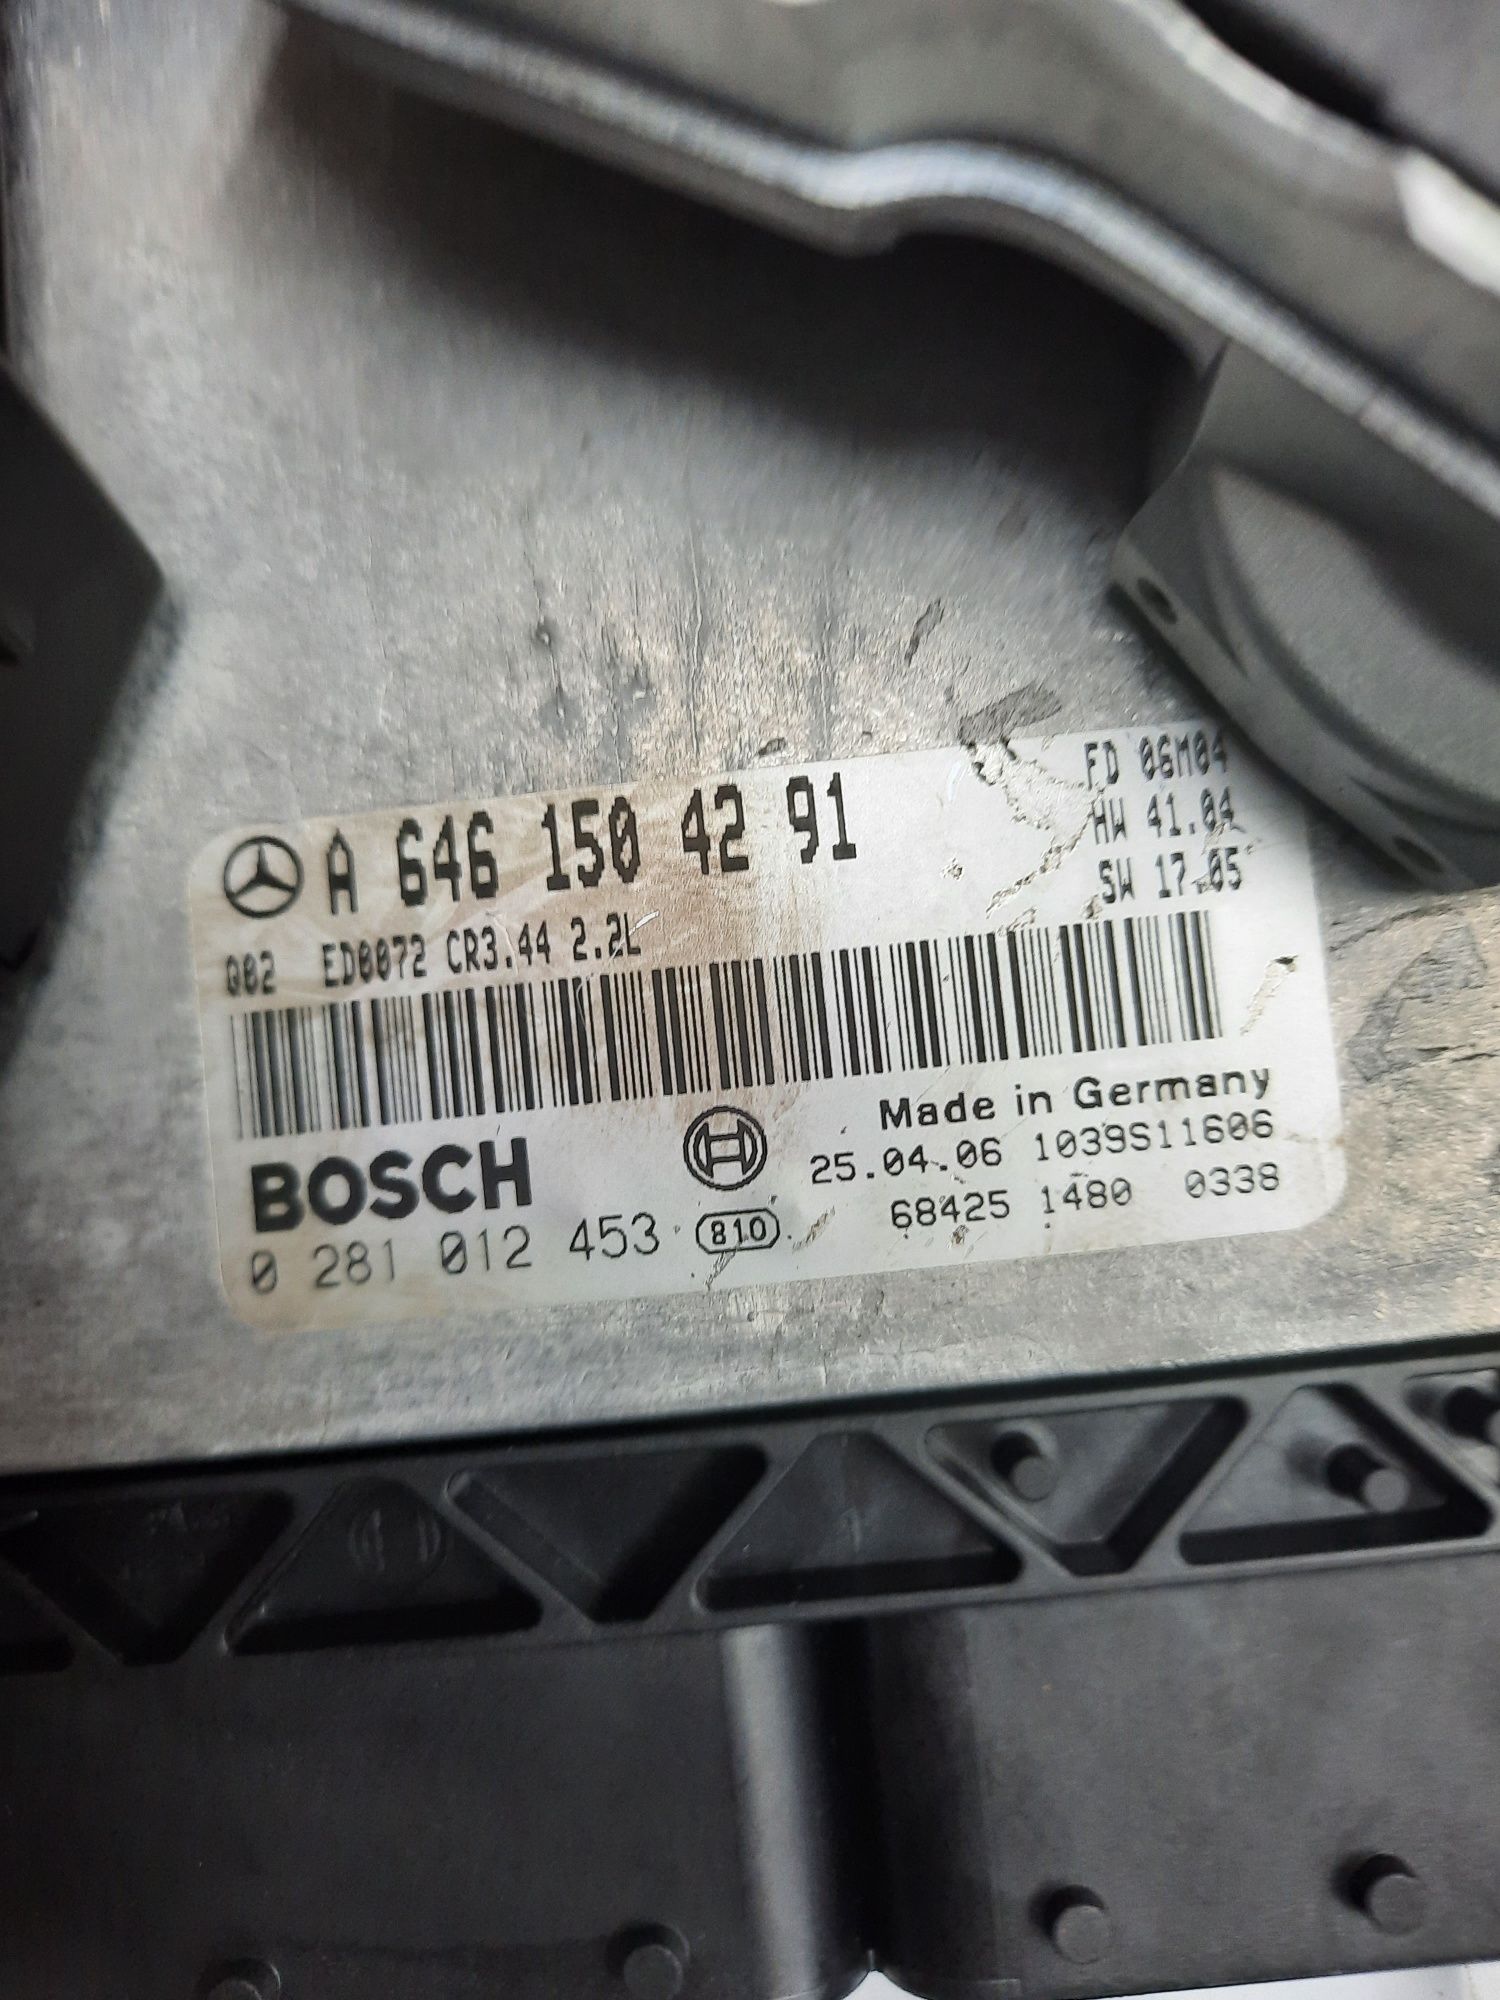 A 646 150 42 91
FD 06M04
HW 41.04
SW 17.05
Q02 ED0072 CR3.44 2.2L
Made in Germany
BOSCH
25.04.06 1039S11606
0 281 012 453 810
68425 1480 0338